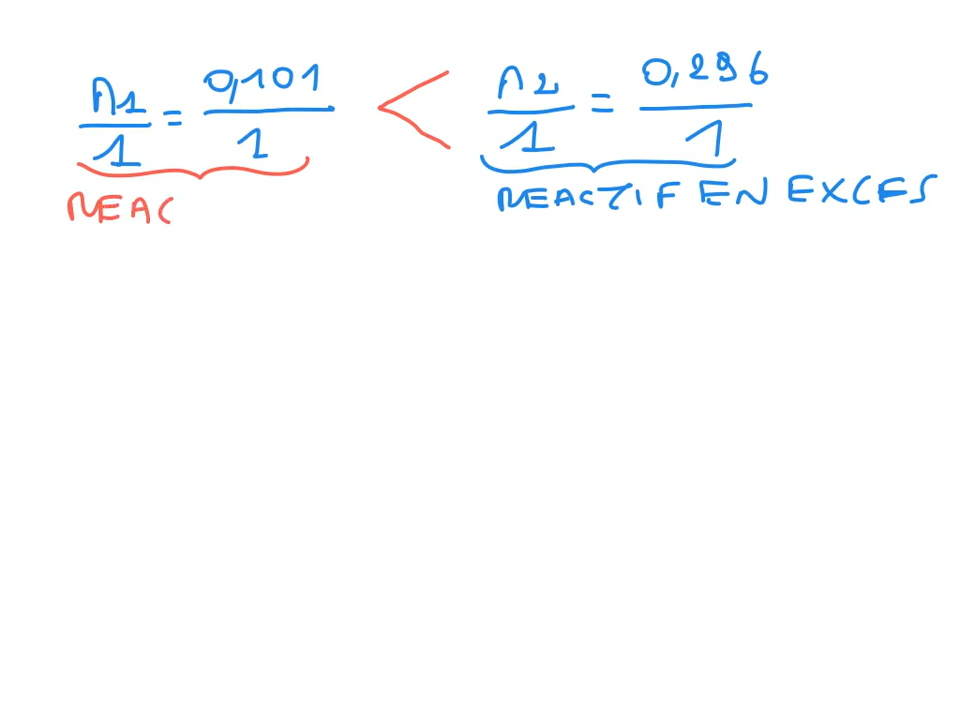 n1/1 = 0,101/1 < n2/1 = 0,296/1
REAC
REACTIF EN EXCES